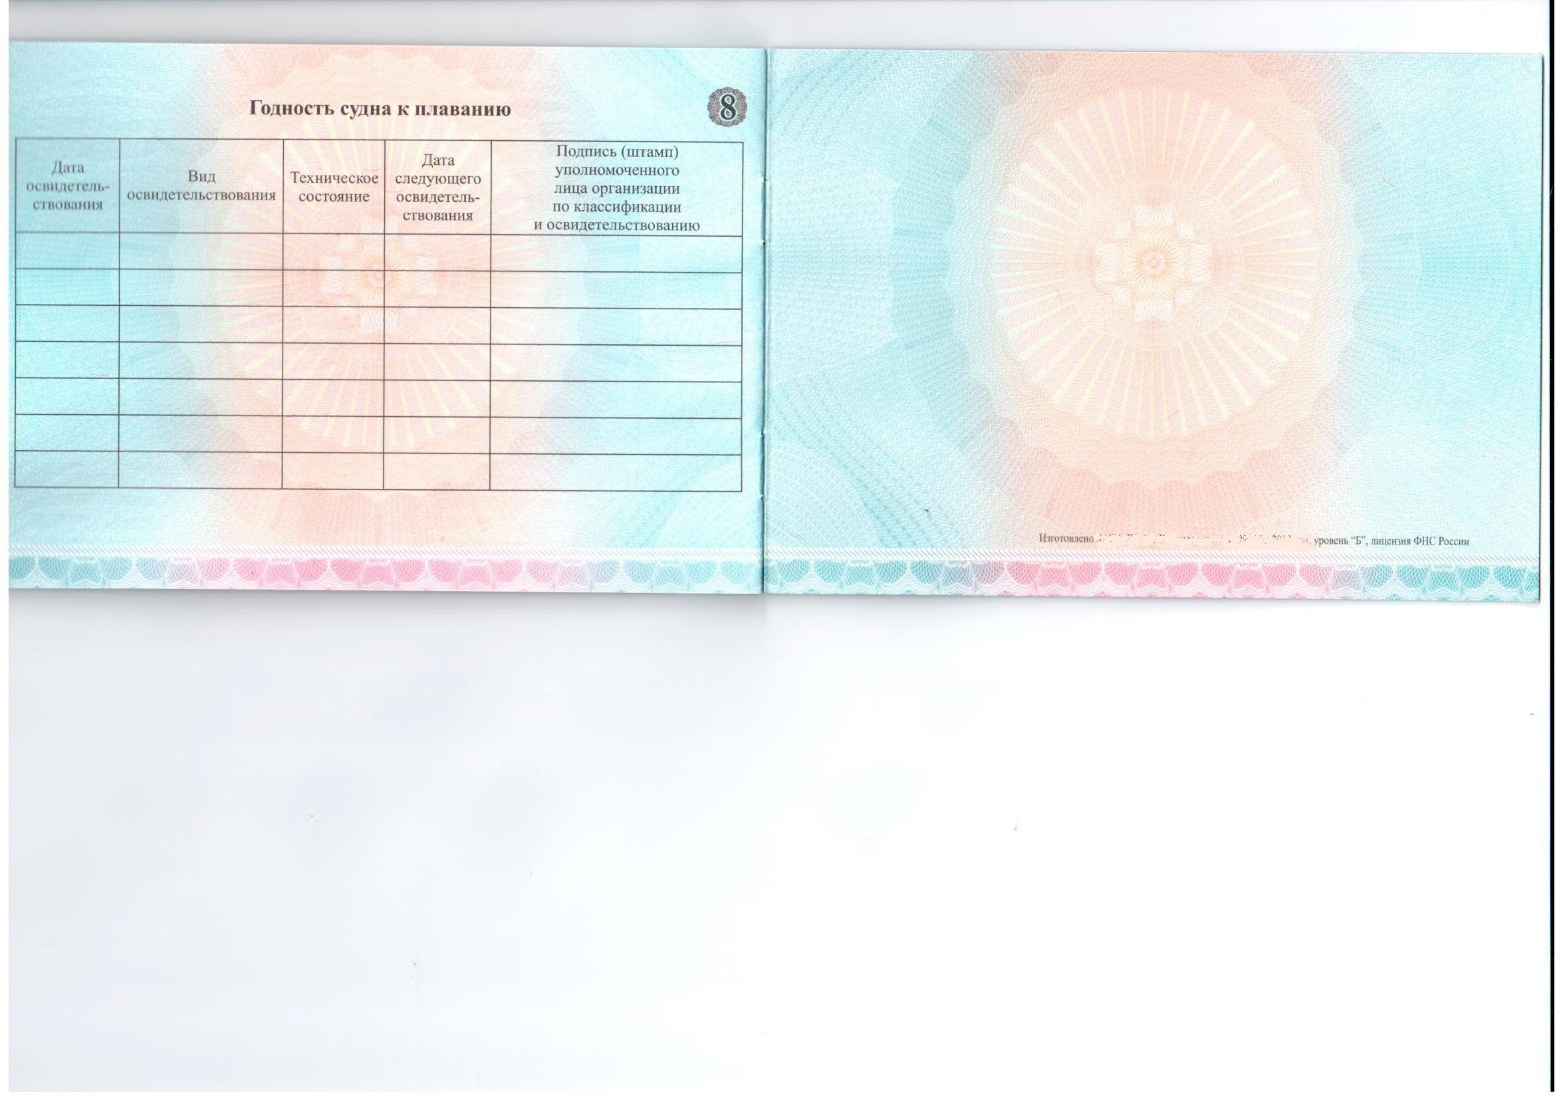 Годность судна к плаванию
8
Дата
освидетель-
ствования
Вид
освидетельствования
Техническое
состояние
Дата
следующего
освидетель-
ствования
Подпись (штамп)
уполномоченного
лица организации
по классификации
и освидетельствованию
Изготовлено уровень "Б", лицензия ФНС России